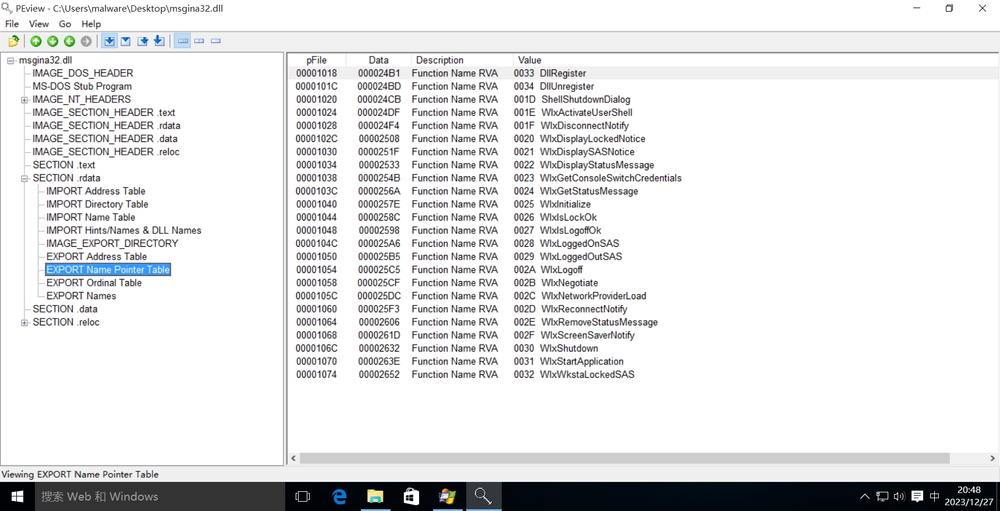 PEview - C:\Users\malware\Desktop\msgina32.dll
File View Go Help
msgina32.dll
IMAGE_DOS_HEADER
MS-DOS Stub Program
IMAGE_NT_HEADERS
IMAGE_SECTION_HEADER .text
IMAGE_SECTION_HEADER .rdata
IMAGE_SECTION_HEADER .data
IMAGE_SECTION_HEADER .reloc
SECTION .text
SECTION .rdata
IMPORT Address Table
IMPORT Directory Table
IMPORT Name Table
IMPORT Hints/Names & DLL Names
IMAGE_EXPORT_DIRECTORY
EXPORT Address Table
EXPORT Name Pointer Table
EXPORT Ordinal Table
EXPORT Names
SECTION .data
SECTION .reloc
pFile Data Description Value
00001018 000024B1 Function Name RVA 0033 DllRegister
0000101C 000024BD Function Name RVA 0034 DllUnregister
00001020 000024CB Function Name RVA 001D ShellShutdownDialog
00001024 000024DF Function Name RVA 001E WlxActivateUserShell
00001028 000024F4 Function Name RVA 001F WlxDisconnectNotify
0000102C 00002508 Function Name RVA 0020 WlxDisplayLockedNotice
00001030 0000251F Function Name RVA 0021 WlxDisplaySASNotice
00001034 00002533 Function Name RVA 0022 WlxDisplayStatusMessage
00001038 0000254B Function Name RVA 0023 WlxGetConsoleSwitchCredentials
0000103C 0000256A Function Name RVA 0024 WlxGetStatusMessage
00001040 0000257E Function Name RVA 0025 WlxInitialize
00001044 0000258C Function Name RVA 0026 WlxIsLockOk
00001048 00002598 Function Name RVA 0027 WlxIsLogoffOk
0000104C 000025A6 Function Name RVA 0028 WlxLoggedOnSAS
00001050 000025B5 Function Name RVA 0029 WlxLoggedOutSAS
00001054 000025C5 Function Name RVA 002A WlxLogoff
00001058 000025CF Function Name RVA 002B WlxNegotiate
0000105C 000025DC Function Name RVA 002C WlxNetworkProviderLoad
00001060 000025F3 Function Name RVA 002D WlxReconnectNotify
00001064 00002606 Function Name RVA 002E WlxRemoveStatusMessage
00001068 0000261D Function Name RVA 002F WlxScreenSaverNotify
0000106C 00002632 Function Name RVA 0030 WlxShutdown
00001070 0000263E Function Name RVA 0031 WlxStartApplication
00001074 00002652 Function Name RVA 0032 WlxWkstaLockedSAS
Viewing EXPORT Name Pointer Table
搜索 Web 和 Windows
中
20:48
2023/12/27